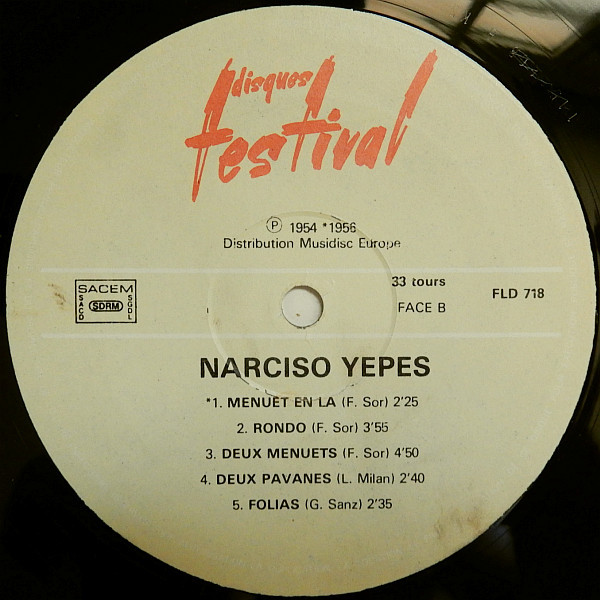 disques
festival
℗ 1954 *1956
Distribution Musidisc Europe
SACEM
SACD
SDRM
SGDL
33 tours
FACE B
FLD 718
NARCISO YEPES
*1. MENUET EN LA (F. Sor) 2'25
2. RONDO (F. Sor) 3'55
3. DEUX MENUETS (F. Sor) 4'50
4. DEUX PAVANES (L. Milan) 2'40
5. FOLIAS (G. Sanz) 2'35